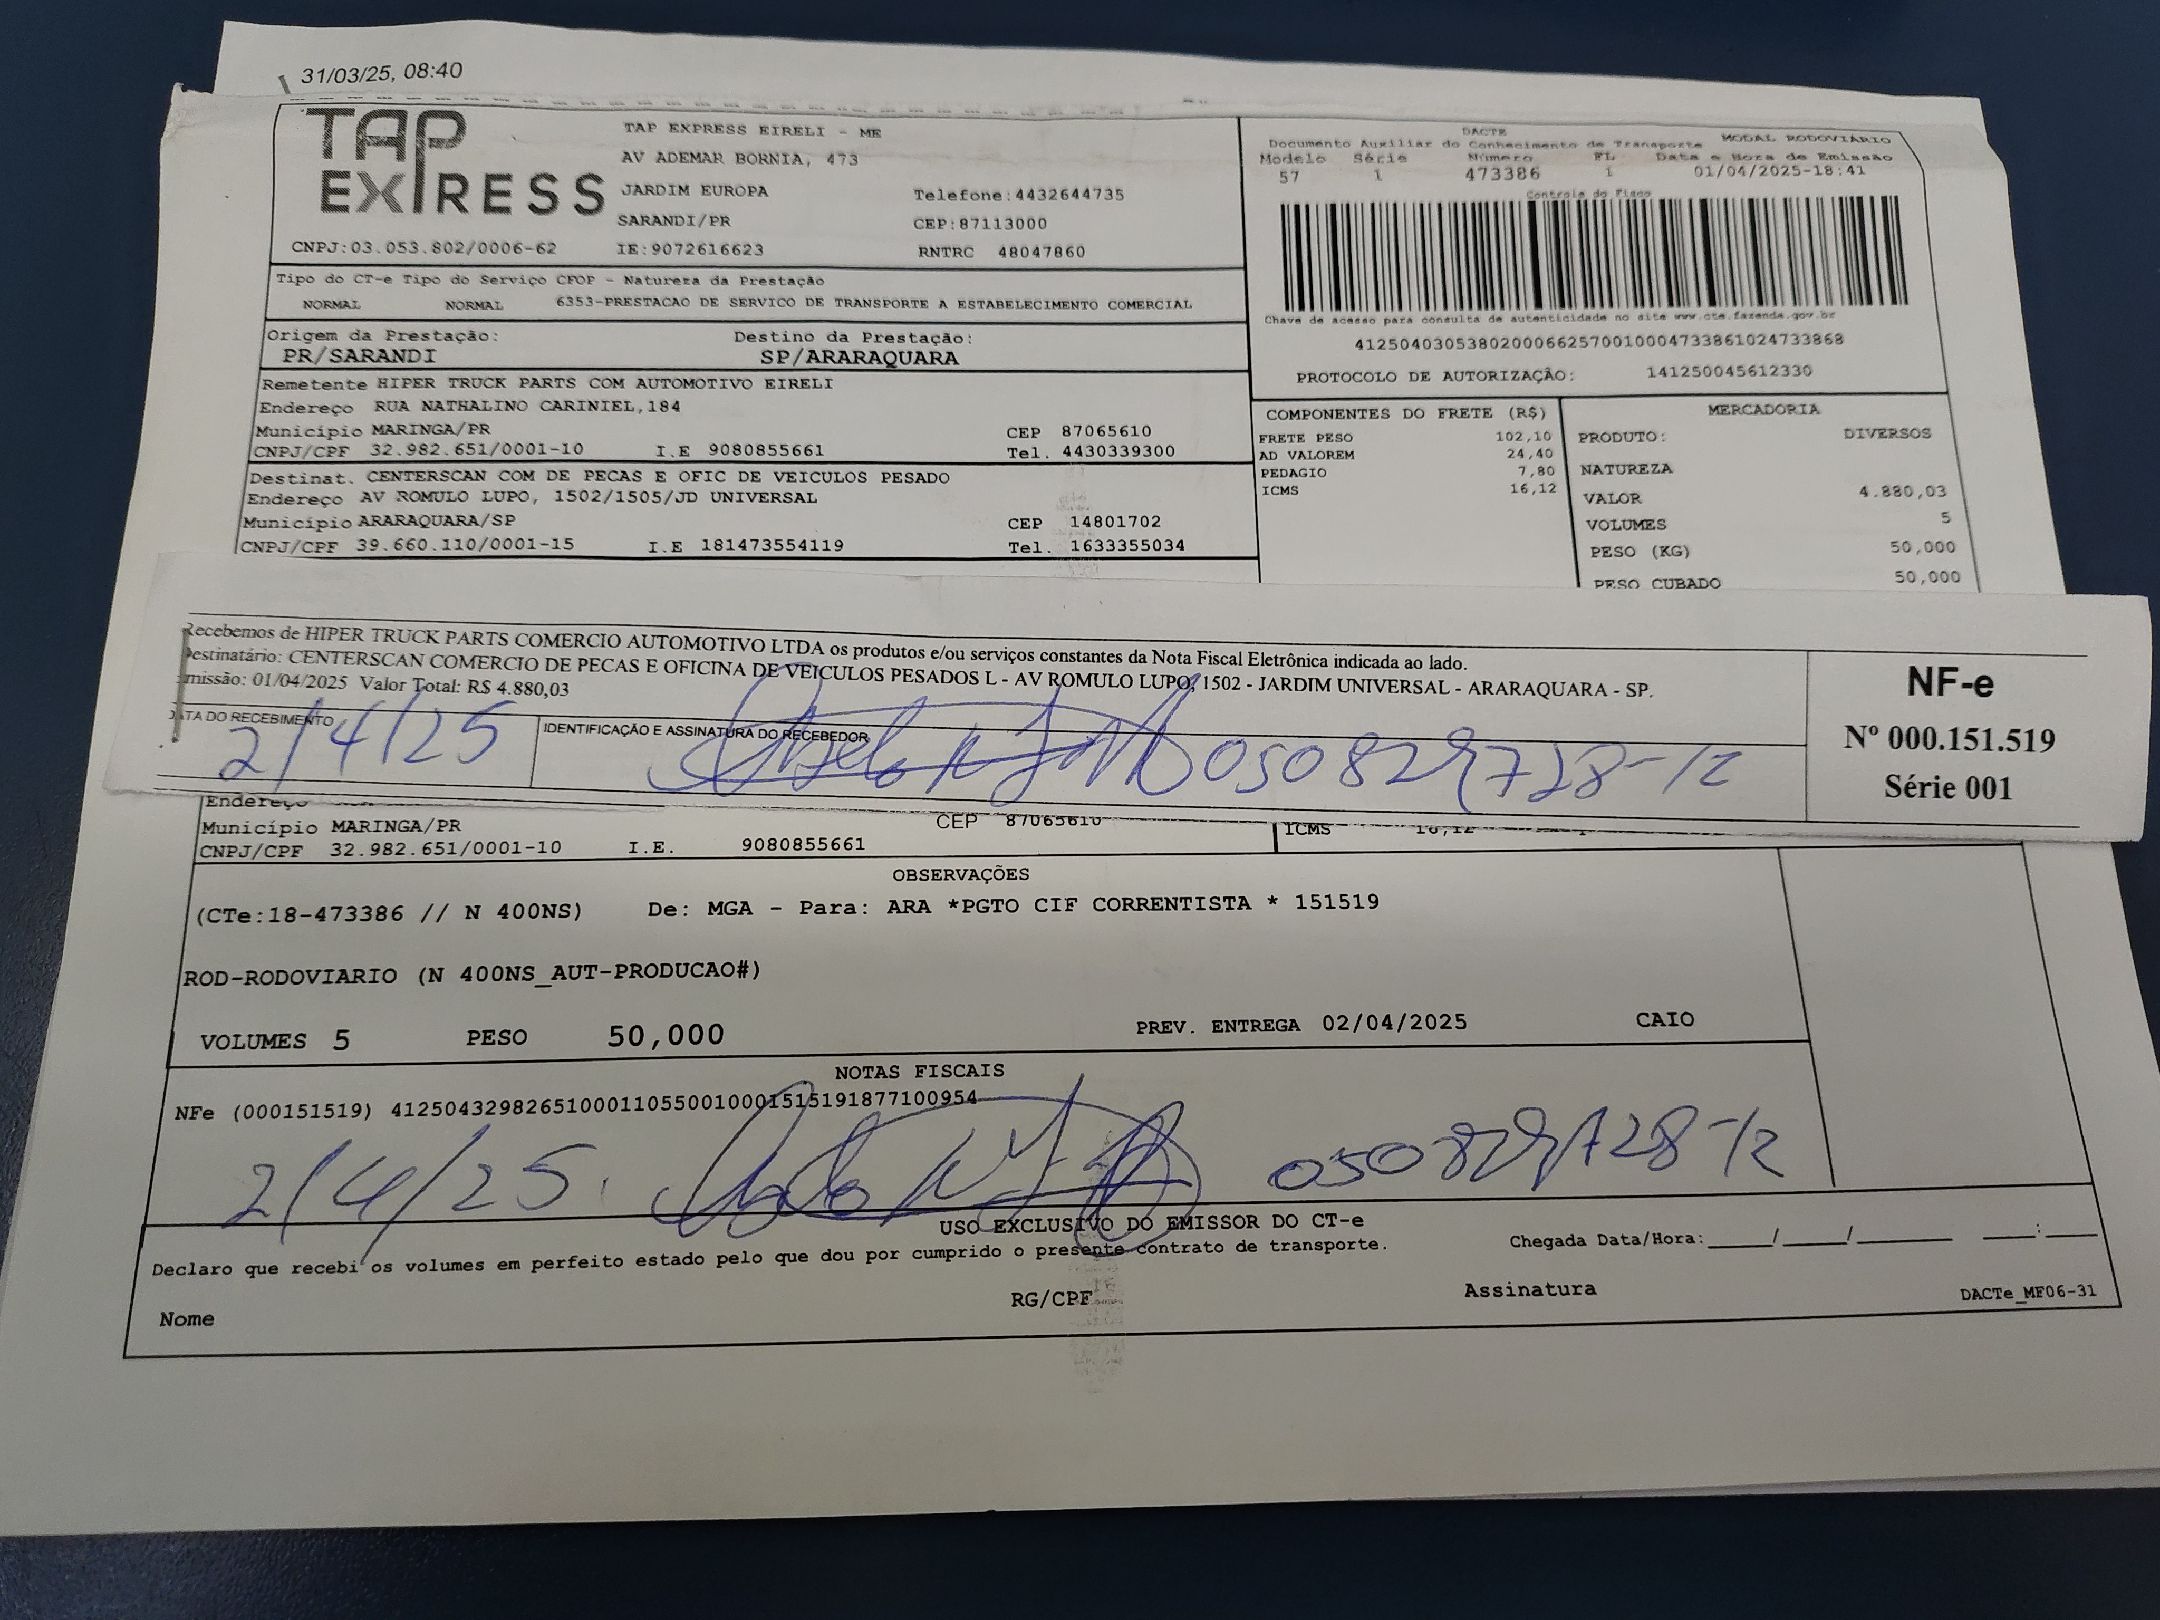 31/03/25, 08:40
TAP EXPRESS
TAP EXPRESS EIRELI - ME
AV ADEMAR BORNIA, 473
JARDIM EUROPA Telefone:4432644735
SARANDI/PR CEP:87113000
CNPJ:03.053.802/0006-62 IE:9072616623 RNTRC 48047860
DACTE
Documento Auxiliar do Conhecimento de Transporte MODAL RODOVIÁRIO
Modelo Série Número FL Data e Hora de Emissão
57 1 473386 1 01/04/2025-18:41
Controle do Fisco
Chave de acesso para consulta de autenticidade no site www.cte.fazenda.gov.br
41250403053802000662570010004733861024733868
PROTOCOLO DE AUTORIZAÇÃO: 141250045612330
Tipo do CT-e Tipo do Serviço CFOP - Natureza da Prestação
NORMAL NORMAL 6353-PRESTACAO DE SERVICO DE TRANSPORTE A ESTABELECIMENTO COMERCIAL
Origem da Prestação: Destino da Prestação:
PR/SARANDI SP/ARARAQUARA
Remetente HIPER TRUCK PARTS COM AUTOMOTIVO EIRELI
Endereço RUA NATHALINO CARINIEL,184
Município MARINGA/PR CEP 87065610
CNPJ/CPF 32.982.651/0001-10 I.E 9080855661 Tel. 4430339300
Destinat. CENTERSCAN COM DE PECAS E OFIC DE VEICULOS PESADO
Endereço AV ROMULO LUPO, 1502/1505/JD UNIVERSAL
Município ARARAQUARA/SP CEP 14801702
CNPJ/CPF 39.660.110/0001-15 I.E 181473554119 Tel. 1633355034
COMPONENTES DO FRETE (R$)
FRETE PESO 102,10
AD VALOREM 24,40
PEDAGIO 7,80
ICMS 16,12
MERCADORIA
PRODUTO: DIVERSOS
NATUREZA
VALOR 4.880,03
VOLUMES 5
PESO (KG) 50,000
PESO CUBADO 50,000
Recebemos de HIPER TRUCK PARTS COMERCIO AUTOMOTIVO LTDA os produtos e/ou serviços constantes da Nota Fiscal Eletrônica indicada ao lado.
Destinatário: CENTERSCAN COMERCIO DE PECAS E OFICINA DE VEICULOS PESADOS L - AV ROMULO LUPO, 1502 - JARDIM UNIVERSAL - ARARAQUARA - SP.
missão: 01/04/2025 Valor Total: R$ 4.880,03
DATA DO RECEBIMENTO IDENTIFICAÇÃO E ASSINATURA DO RECEBEDOR
2/4/25 050829728-12
NF-e
Nº 000.151.519
Série 001
Endereço
Município MARINGA/PR CEP 87065610 ICMS 16,12
CNPJ/CPF 32.982.651/0001-10 I.E. 9080855661
OBSERVAÇÕES
(CTe:18-473386 // N 400NS) De: MGA - Para: ARA *PGTO CIF CORRENTISTA * 151519
ROD-RODOVIARIO (N 400NS_AUT-PRODUCAO#)
VOLUMES 5 PESO 50,000 PREV. ENTREGA 02/04/2025 CAIO
NOTAS FISCAIS
NFe (000151519) 41250432982651000110550010001515191877100954
2/4/25. 050829728-12
USO EXCLUSIVO DO EMISSOR DO CT-e
Declaro que recebi os volumes em perfeito estado pelo que dou por cumprido o presente contrato de transporte. Chegada Data/Hora:____/____/______ ___:___
Nome RG/CPF Assinatura DACTe_MF06-31